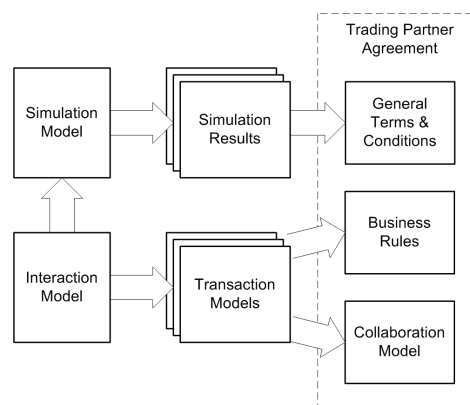 Trading Partner
Agreement
Simulation
Model
Simulation
Results
General
Terms &
Conditions
Interaction
Model
Transaction
Models
Business
Rules
Collaboration
Model